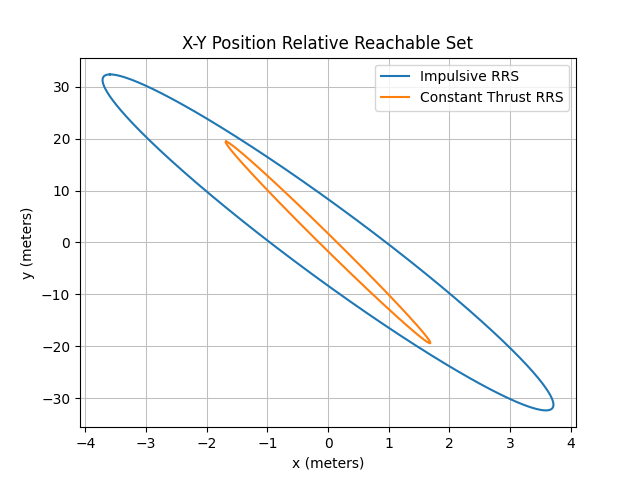 X-Y Position Relative Reachable Set
Impulsive RRS
Constant Thrust RRS
y (meters)
30
20
10
0
−10
−20
−30
−4 −3 −2 −1 0 1 2 3 4
x (meters)